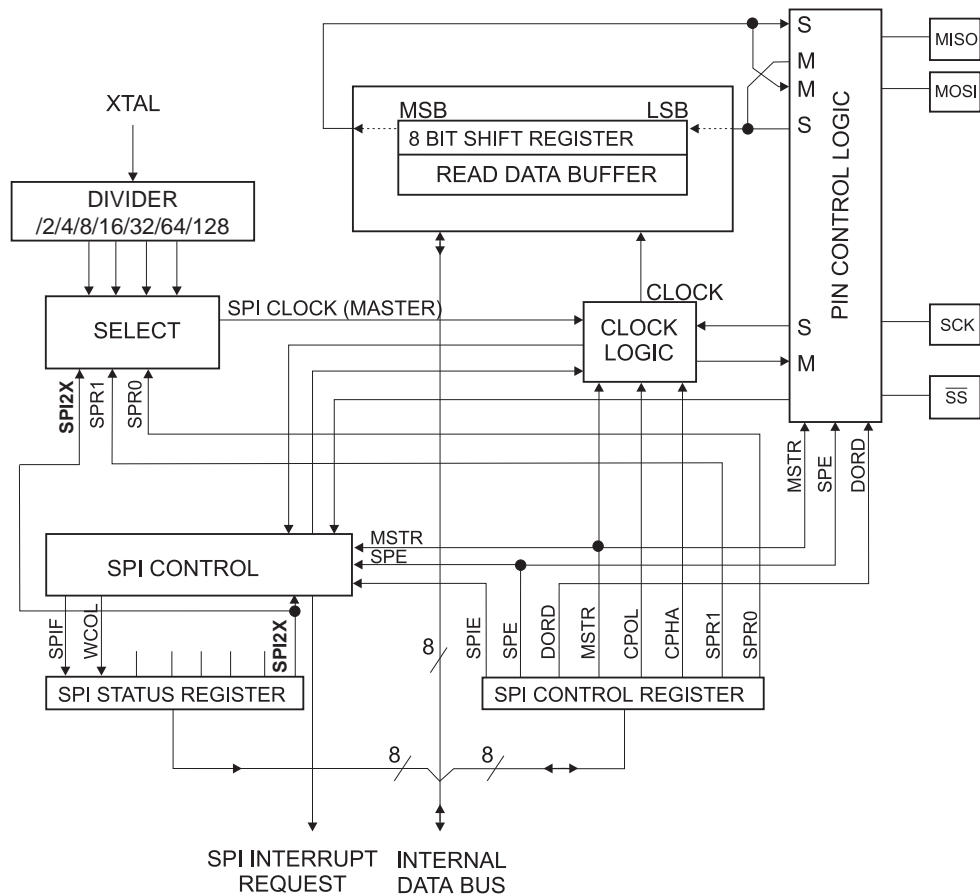 S
MISO
M
M
MOSI
XTAL
MSB
LSB
S
8 BIT SHIFT REGISTER
READ DATA BUFFER
DIVIDER
/2/4/8/16/32/64/128
PIN CONTROL LOGIC
SPI CLOCK (MASTER)
CLOCK
SELECT
CLOCK
LOGIC
S
SCK
M
SPI2X
SPR1
SPR0
SS
MSTR
SPE
DORD
MSTR
SPE
SPI CONTROL
SPIF
WCOL
SPI2X
8
SPIE
SPE
DORD
MSTR
CPOL
CPHA
SPR1
SPR0
SPI STATUS REGISTER
SPI CONTROL REGISTER
8
8
SPI INTERRUPT
REQUEST
INTERNAL
DATA BUS